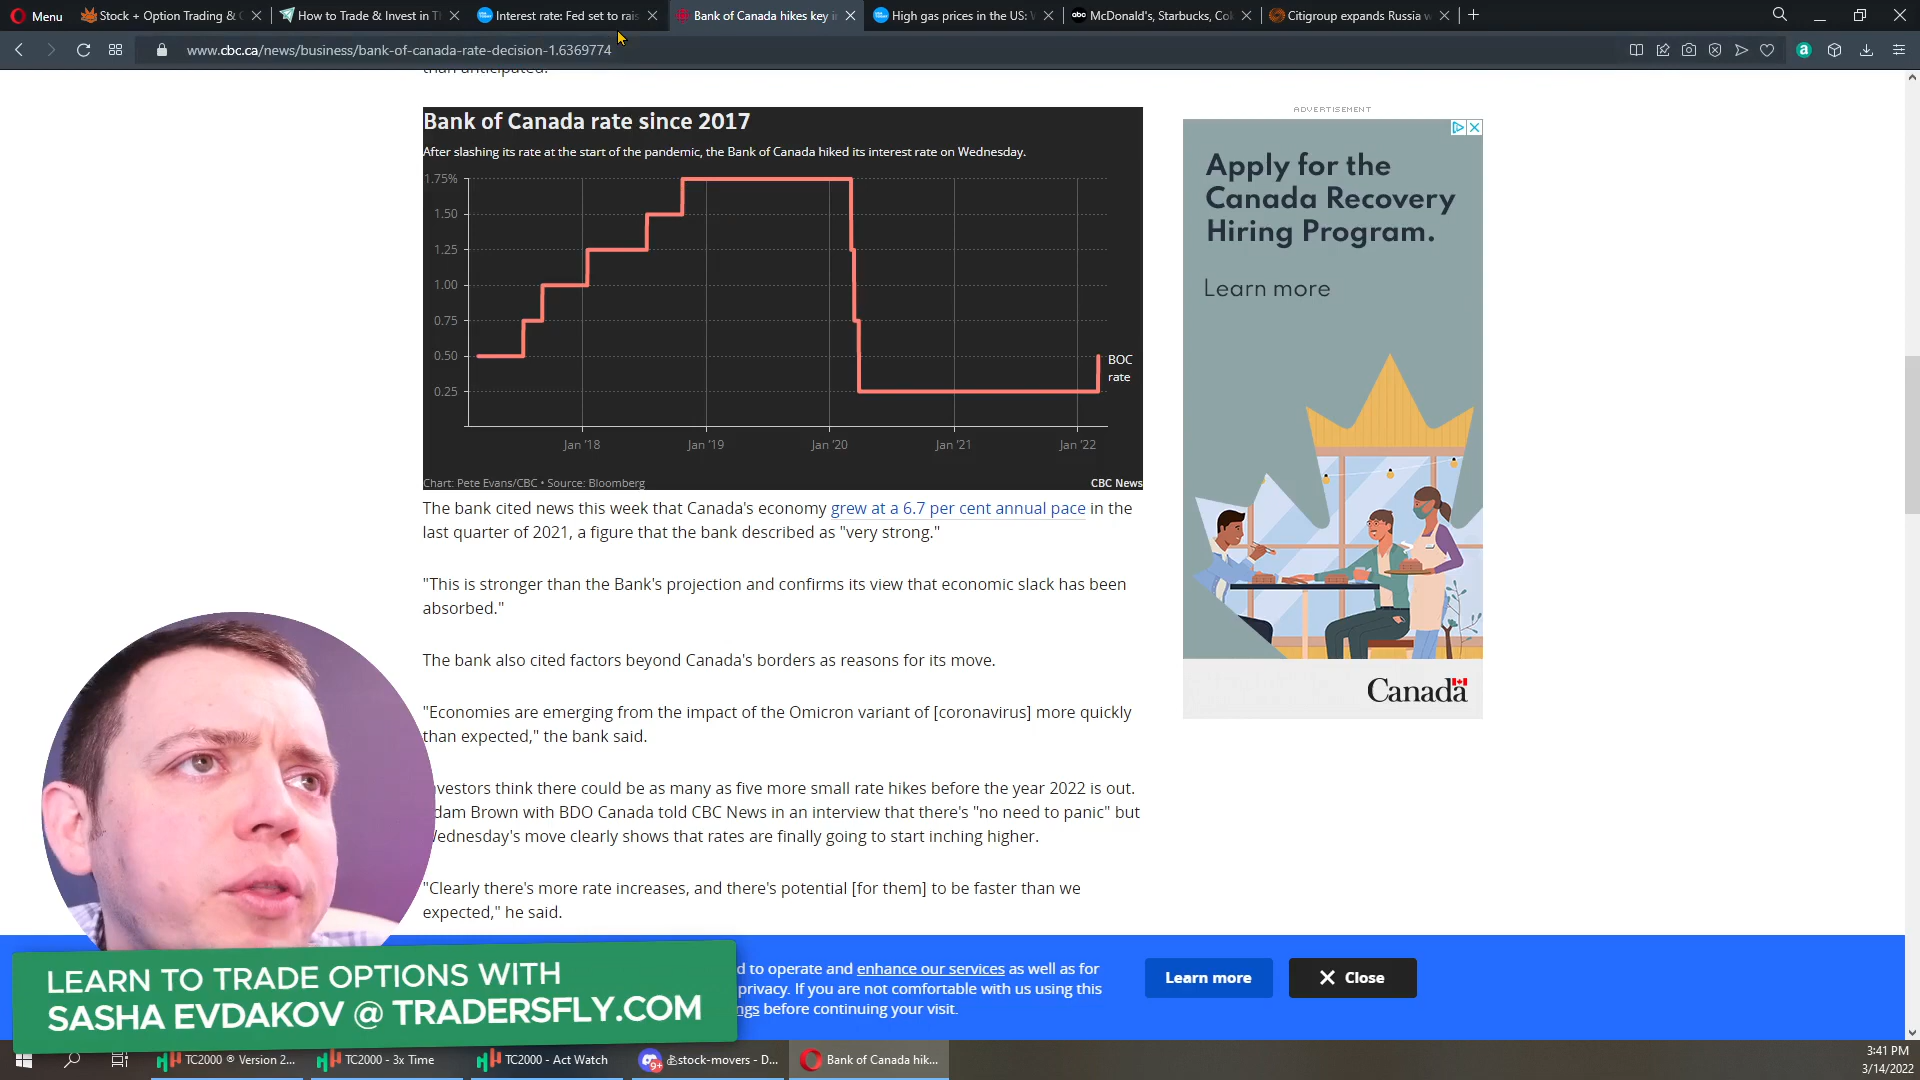 Menu
Stock + Option Trading &
How to Trade & Invest in T
Interest rate: Fed set to rais
Bank of Canada hikes key i
High gas prices in the US: W
McDonald's, Starbucks, Co
Citigroup expands Russia w
www.cbc.ca/news/business/bank-of-canada-rate-decision-1.6369774
than anticipated.
Bank of Canada rate since 2017
After slashing its rate at the start of the pandemic, the Bank of Canada hiked its interest rate on Wednesday.
1.75%
1.50
1.25
1.00
0.75
0.50
0.25
BOC
rate
Jan '18
Jan '19
Jan '20
Jan '21
Jan '22
Chart: Pete Evans/CBC • Source: Bloomberg
CBC News
ADVERTISEMENT
Apply for the
Canada Recovery
Hiring Program.
Learn more
Canada
The bank cited news this week that Canada's economy grew at a 6.7 per cent annual pace in the
last quarter of 2021, a figure that the bank described as "very strong."
"This is stronger than the Bank's projection and confirms its view that economic slack has been
absorbed."
The bank also cited factors beyond Canada's borders as reasons for its move.
"Economies are emerging from the impact of the Omicron variant of [coronavirus] more quickly
than expected," the bank said.
nvestors think there could be as many as five more small rate hikes before the year 2022 is out.
dam Brown with BDO Canada told CBC News in an interview that there's "no need to panic" but
ednesday's move clearly shows that rates are finally going to start inching higher.
"Clearly there's more rate increases, and there's potential [for them] to be faster than we
expected," he said.
d to operate and enhance our services as well as for
privacy. If you are not comfortable with us using this
ngs before continuing your visit.
Learn more
Close
LEARN TO TRADE OPTIONS WITH
SASHA EVDAKOV @ TRADERSFLY.COM
TC2000 ® Version 2...
TC2000 - 3x Time
TC2000 - Act Watch
9+
stock-movers - D...
Bank of Canada hik...
3:41 PM
3/14/2022